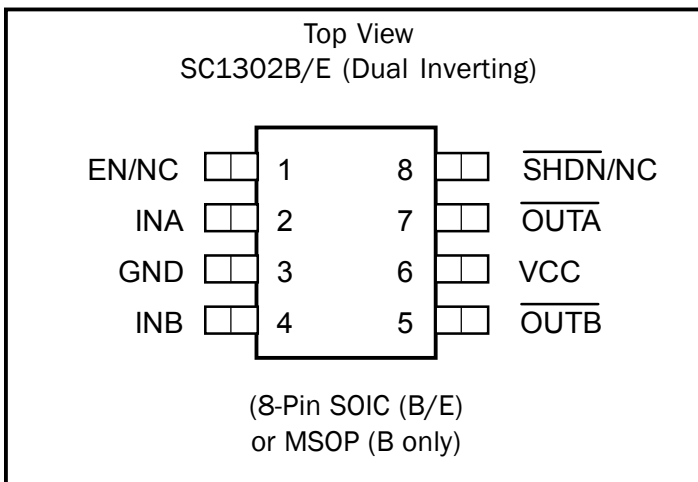 Top View
SC1302B/E (Dual Inverting)
EN/NC 1 8 SHDN/NC
INA 2 7 OUTA
GND 3 6 VCC
INB 4 5 OUTB
(8-Pin SOIC (B/E)
or MSOP (B only)